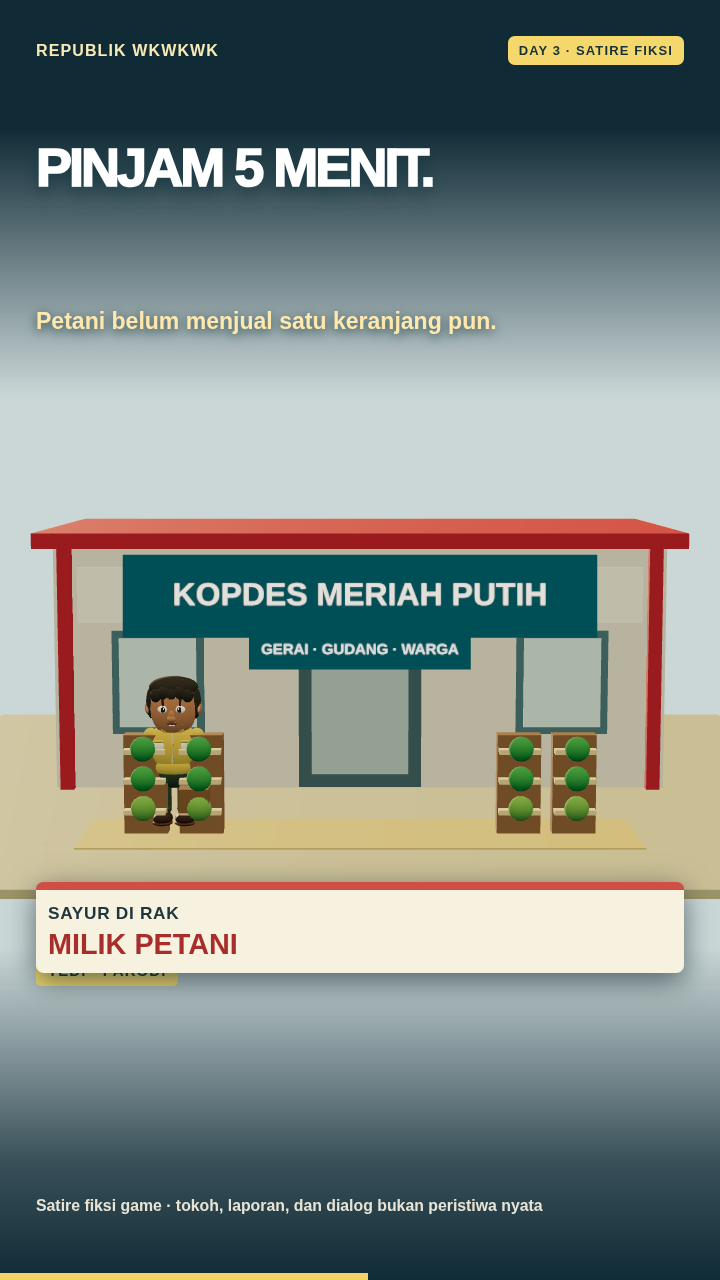 REPUBLIK WKWKWK
DAY 3 · SATIRE FIKSI
PINJAM 5 MENIT.
Petani belum menjual satu keranjang pun.
KOPDES MERIAH PUTIH
GERAI · GUDANG · WARGA
SAYUR DI RAK
MILIK PETANI
Satire fiksi game · tokoh, laporan, dan dialog bukan peristiwa nyata